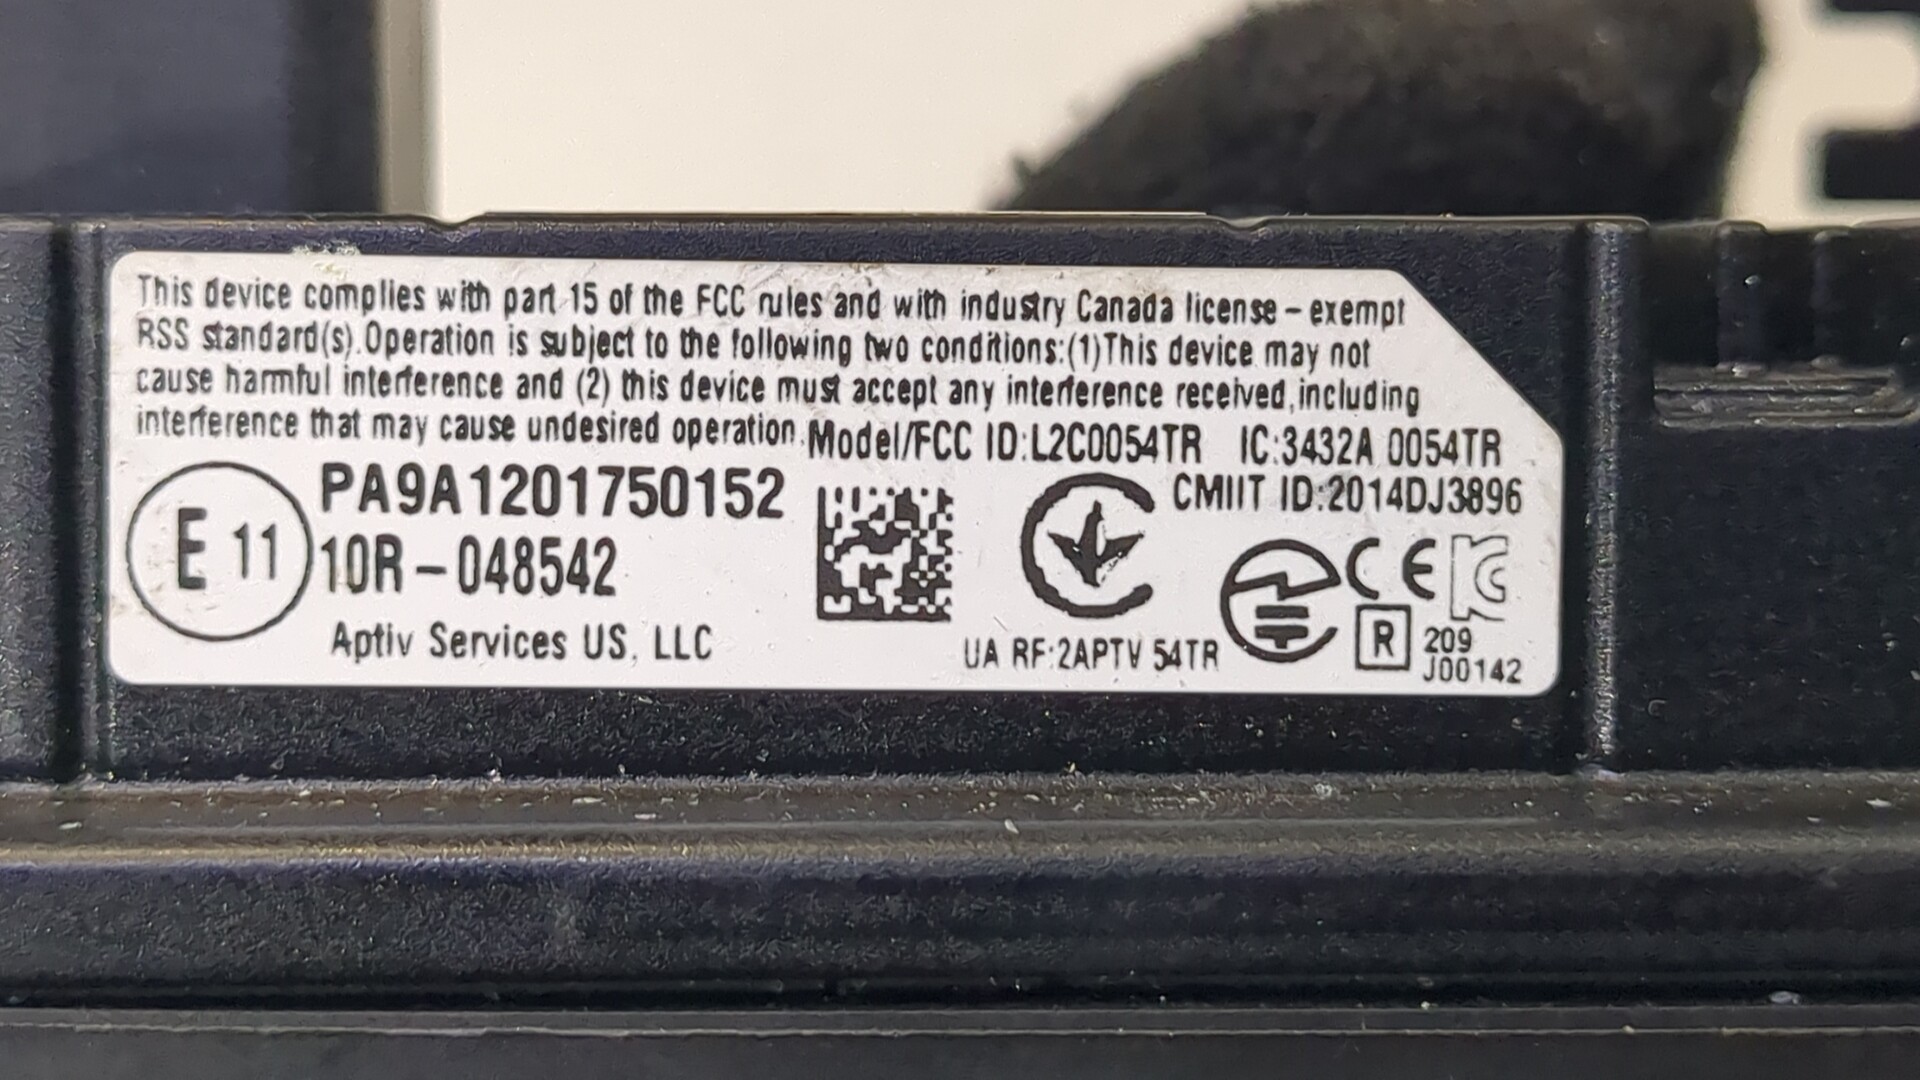 This device complies with part 15 of the FCC rules and with industry Canada license – exempt
RSS standard(s).Operation is subject to the following two conditions:(1)This device may not
cause harmful interference and (2) this device must accept any interference received,including
interference that may cause undesired operation.
Model/FCC ID:L2C0054TR IC:3432A 0054TR
PA9A1201750152
CMIIT ID:2014DJ3896
E 11
10R – 048542
CE
Aptiv Services US, LLC
UA RF:2APTV 54TR
R 209
J00142